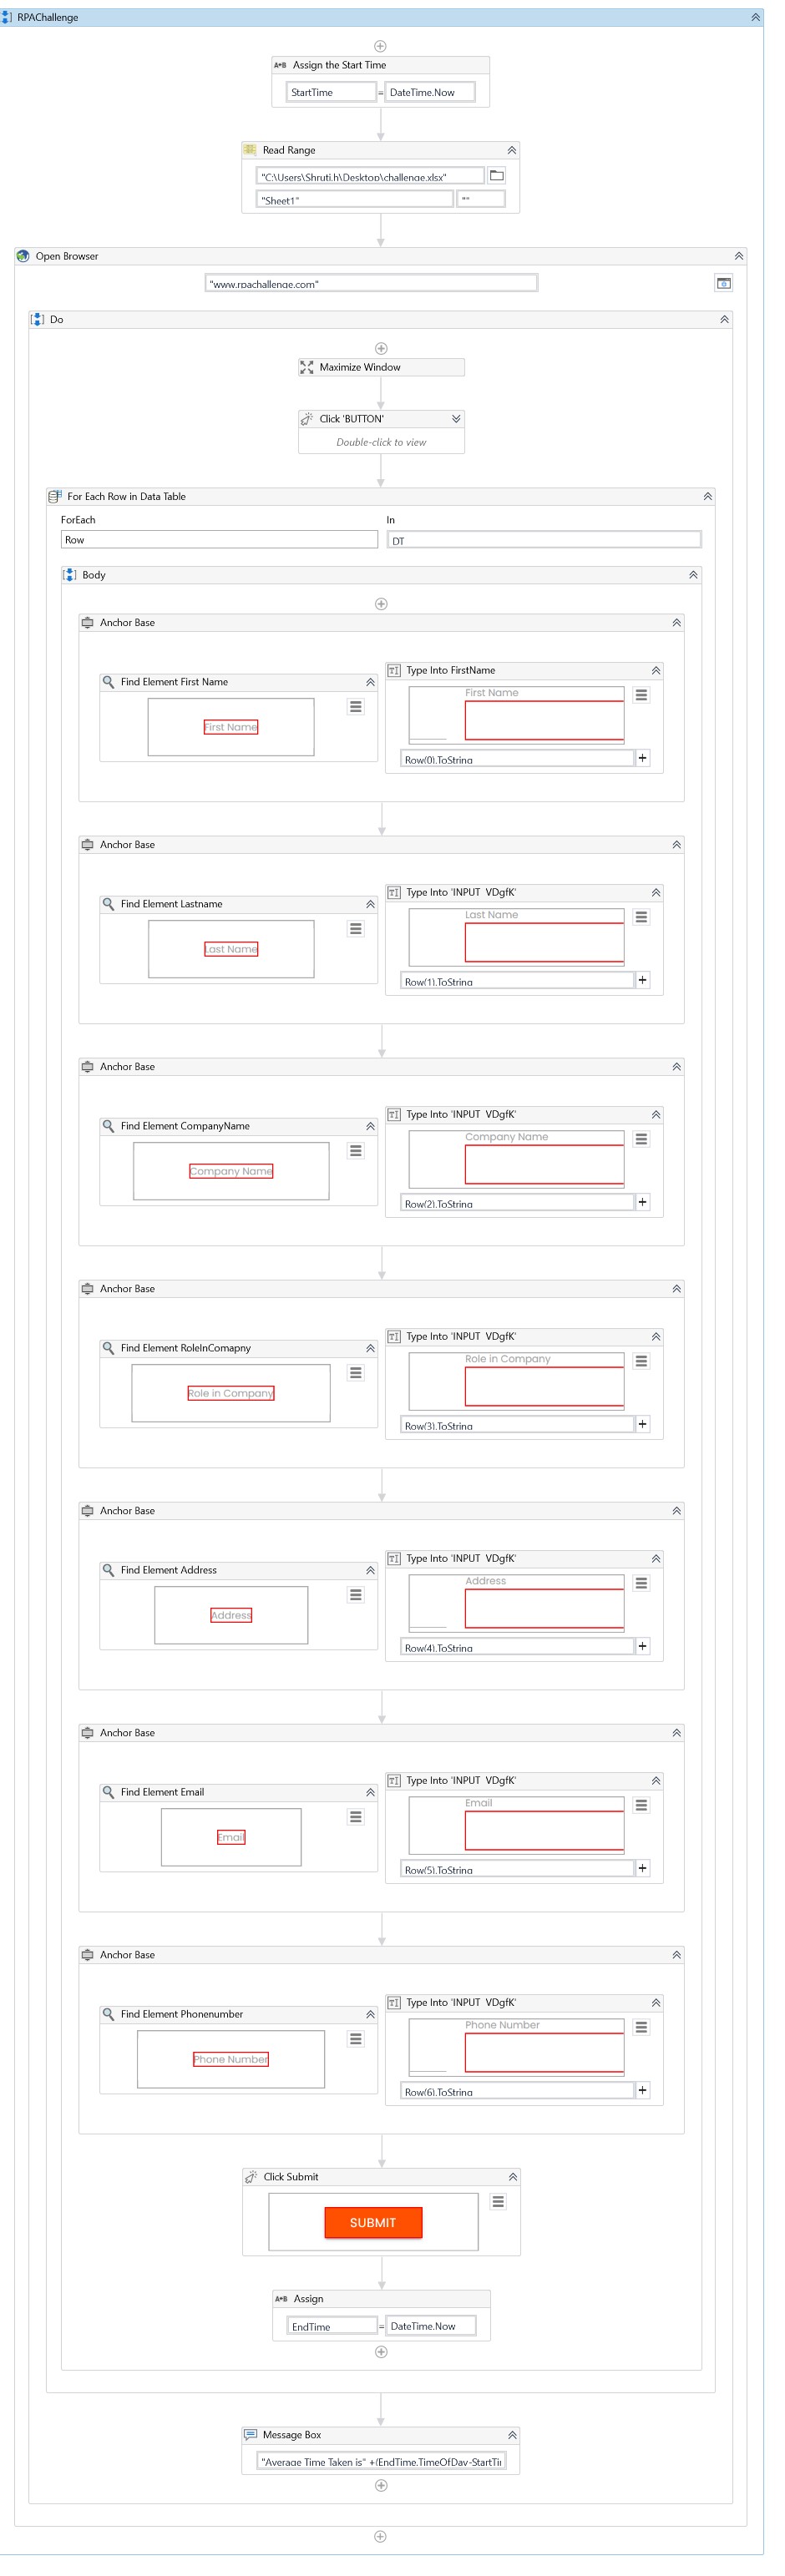 RPAChallenge
A*B Assign the Start Time
StartTime = DateTime.Now
Read Range
"C:\Users\Shruti.h\Desktop\challenge.xlsx"
"Sheet1" ""
Open Browser
"www.rpachallenge.com"
Do
Maximize Window
Click 'BUTTON'
Double-click to view
For Each Row in Data Table
ForEach In
Row DT
Body
Anchor Base
Find Element First Name
First Name
Type Into FirstName
First Name
Row(0).ToString
Anchor Base
Find Element Lastname
Last Name
Type Into 'INPUT VDgfK'
Last Name
Row(1).ToString
Anchor Base
Find Element CompanyName
Company Name
Type Into 'INPUT VDgfK'
Company Name
Row(2).ToString
Anchor Base
Find Element RoleInComapny
Role in Company
Type Into 'INPUT VDgfK'
Role in Company
Row(3).ToString
Anchor Base
Find Element Address
Address
Type Into 'INPUT VDgfK'
Address
Row(4).ToString
Anchor Base
Find Element Email
Email
Type Into 'INPUT VDgfK'
Email
Row(5).ToString
Anchor Base
Find Element Phonenumber
Phone Number
Type Into 'INPUT VDgfK'
Phone Number
Row(6).ToString
Click Submit
SUBMIT
A*B Assign
EndTime = DateTime.Now
Message Box
"Average Time Taken is" +(EndTime.TimeOfDay-StartTi